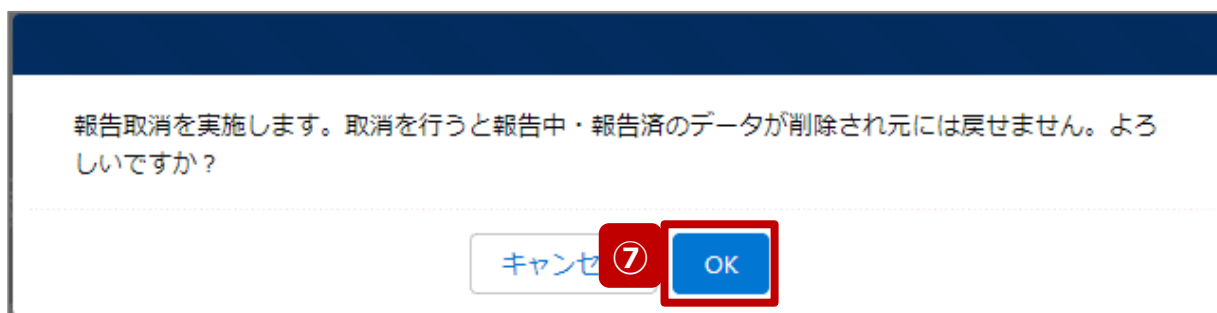 報告取消を実施します。取消を行うと報告中・報告済のデータが削除され元には戻せません。よろ
しいですか？
キャンセ ⑦ OK